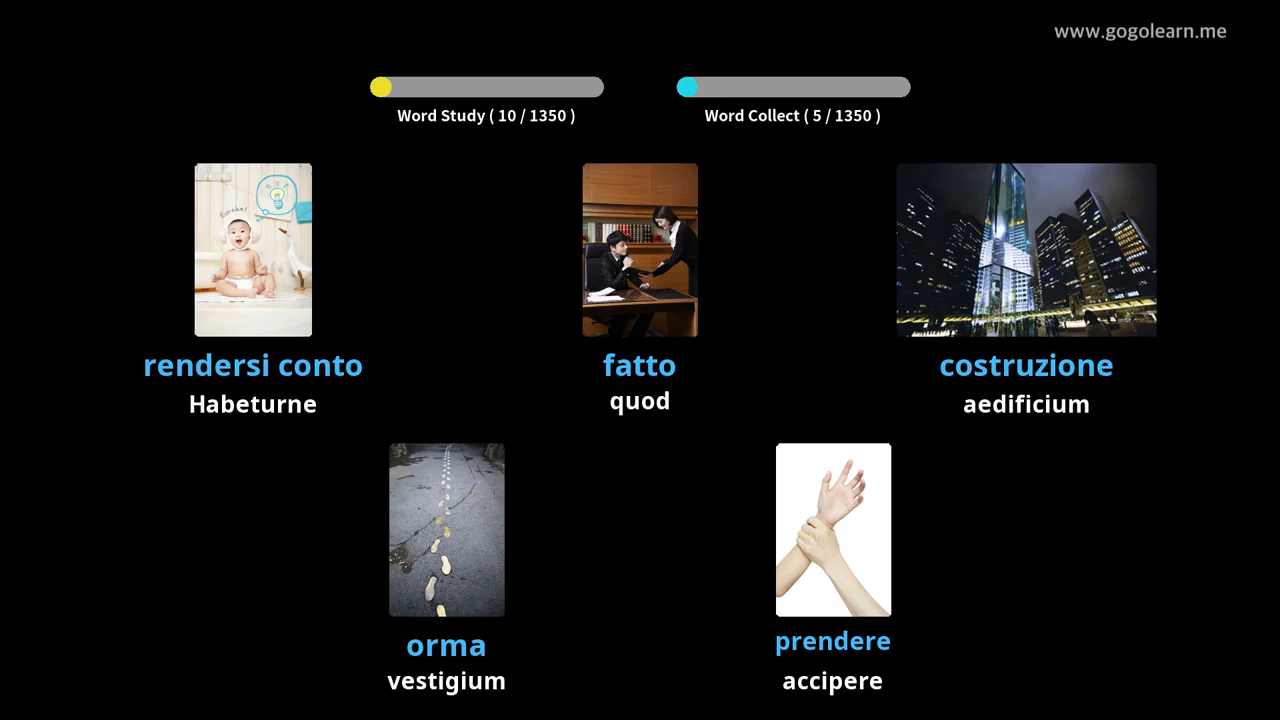 www.gogolearn.me
Word Study ( 10 / 1350 )
Word Collect ( 5 / 1350 )
Eureka!
rendersi conto
Habeturne
fatto
quod
costruzione
aedificium
orma
vestigium
prendere
accipere